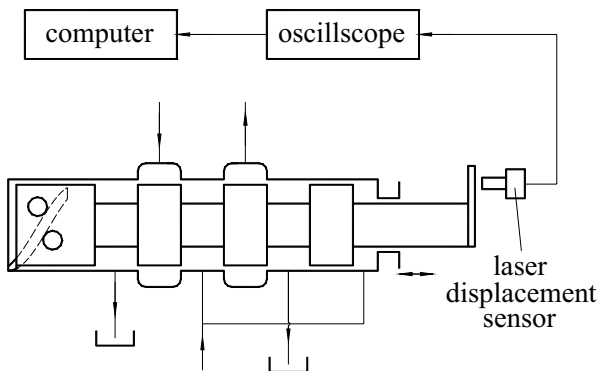 computer
oscillscope
laser
displacement
sensor